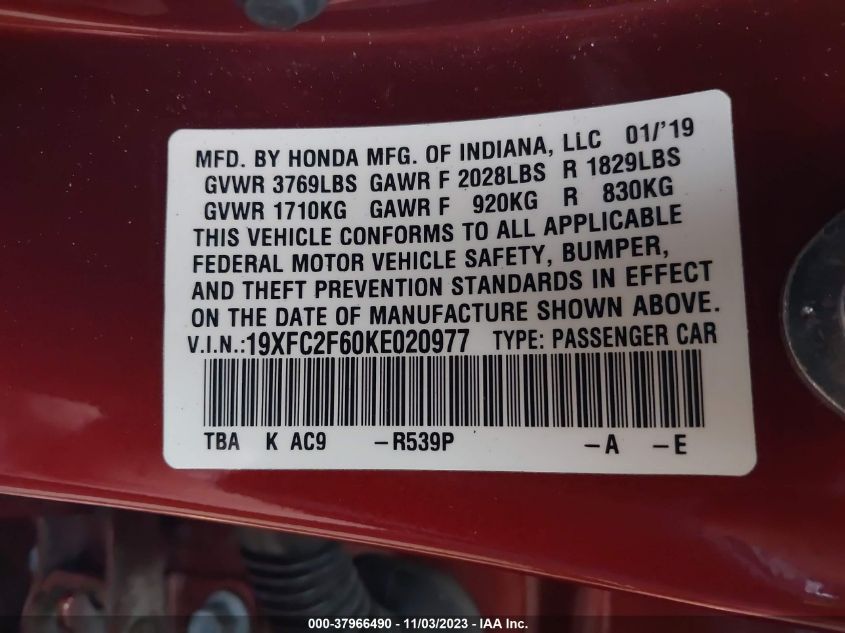 MFD. BY HONDA MFG. OF INDIANA, LLC 01/'19
GVWR 3769LBS GAWR F 2028LBS R 1829LBS
GVWR 1710KG GAWR F 920KG R 830KG
THIS VEHICLE CONFORMS TO ALL APPLICABLE
FEDERAL MOTOR VEHICLE SAFETY, BUMPER,
AND THEFT PREVENTION STANDARDS IN EFFECT
ON THE DATE OF MANUFACTURE SHOWN ABOVE.
V.I.N.:19XFC2F60KE020977 TYPE: PASSENGER CAR
TBA K AC9 -R539P -A -E
000-37966490 - 11/03/2023 - IAA Inc.